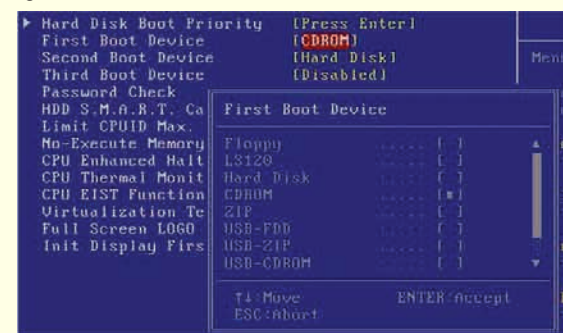 Hard Disk Boot Priority [Press Enter]
First Boot Device [CDROM]
Second Boot Device [Hard Disk]
Third Boot Device [Disabled]
Password Check
HDD S.M.A.R.T. Ca
Limit CPUID Max.
No-Execute Memory
CPU Enhanced Halt
CPU Thermal Monit
CPU EIST Function
Virtualization Te
Full Screen LOGO
Init Display Firs
Men
First Boot Device
Floppy ..... [ ]
LS120 ..... [ ]
Hard Disk ..... [ ]
CDROM ..... [■]
ZIP ..... [ ]
USB-FDD ..... [ ]
USB-ZIP ..... [ ]
USB-CDROM ..... [ ]
↑↓:Move ENTER:Accept
ESC:Abort